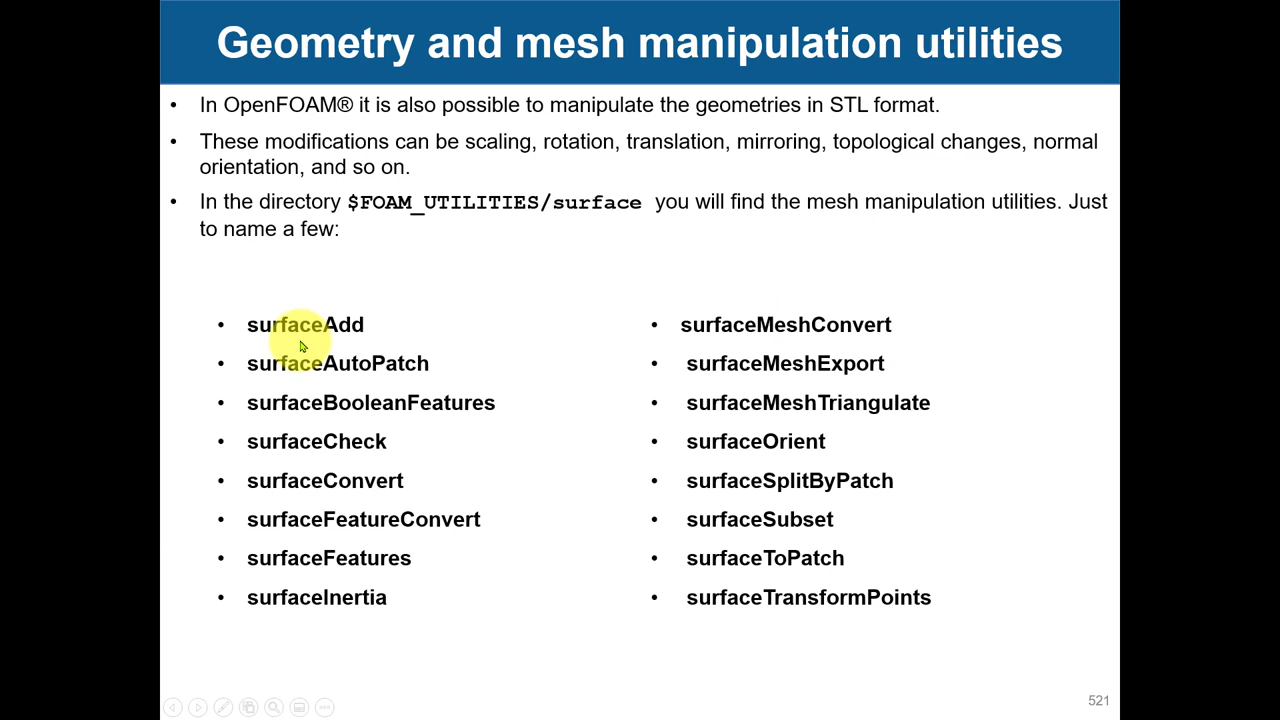 Geometry and mesh manipulation utilities
• In OpenFOAM® it is also possible to manipulate the geometries in STL format.
• These modifications can be scaling, rotation, translation, mirroring, topological changes, normal
orientation, and so on.
• In the directory $FOAM_UTILITIES/surface you will find the mesh manipulation utilities. Just
to name a few:
• surfaceAdd
• surfaceAutoPatch
• surfaceBooleanFeatures
• surfaceCheck
• surfaceConvert
• surfaceFeatureConvert
• surfaceFeatures
• surfaceInertia
• surfaceMeshConvert
• surfaceMeshExport
• surfaceMeshTriangulate
• surfaceOrient
• surfaceSplitByPatch
• surfaceSubset
• surfaceToPatch
• surfaceTransformPoints
521